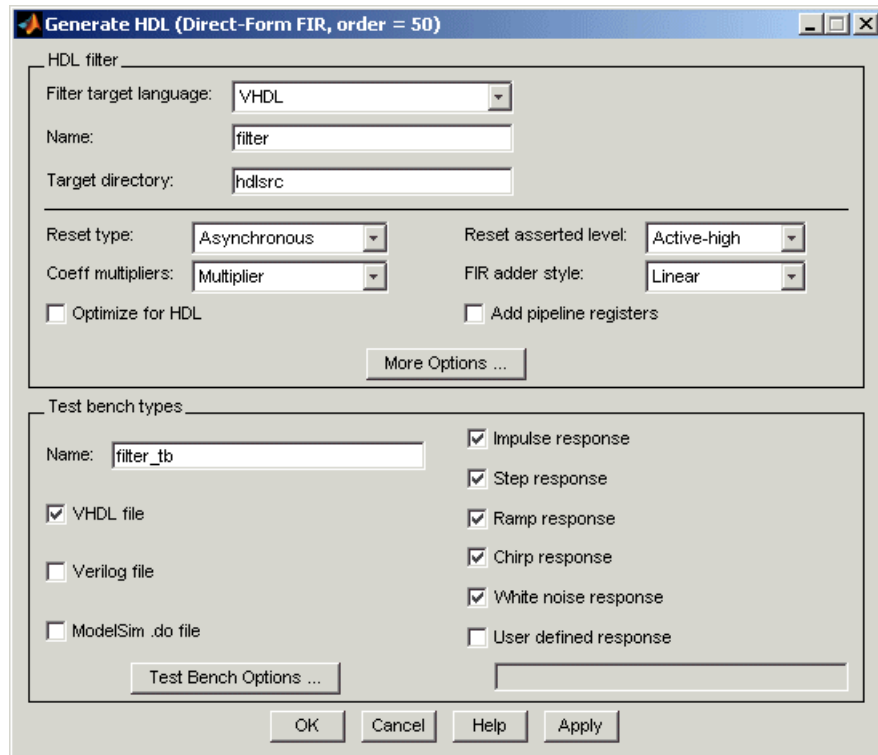 Generate HDL (Direct-Form FIR, order = 50)
HDL filter
Filter target language: VHDL
Name: filter
Target directory: hdlsrc
Reset type: Asynchronous Reset asserted level: Active-high
Coeff multipliers: Multiplier FIR adder style: Linear
Optimize for HDL Add pipeline registers
More Options ...
Test bench types
Name: filter_tb
VHDL file
Verilog file
ModelSim .do file
Test Bench Options ...
Impulse response
Step response
Ramp response
Chirp response
White noise response
User defined response
OK Cancel Help Apply